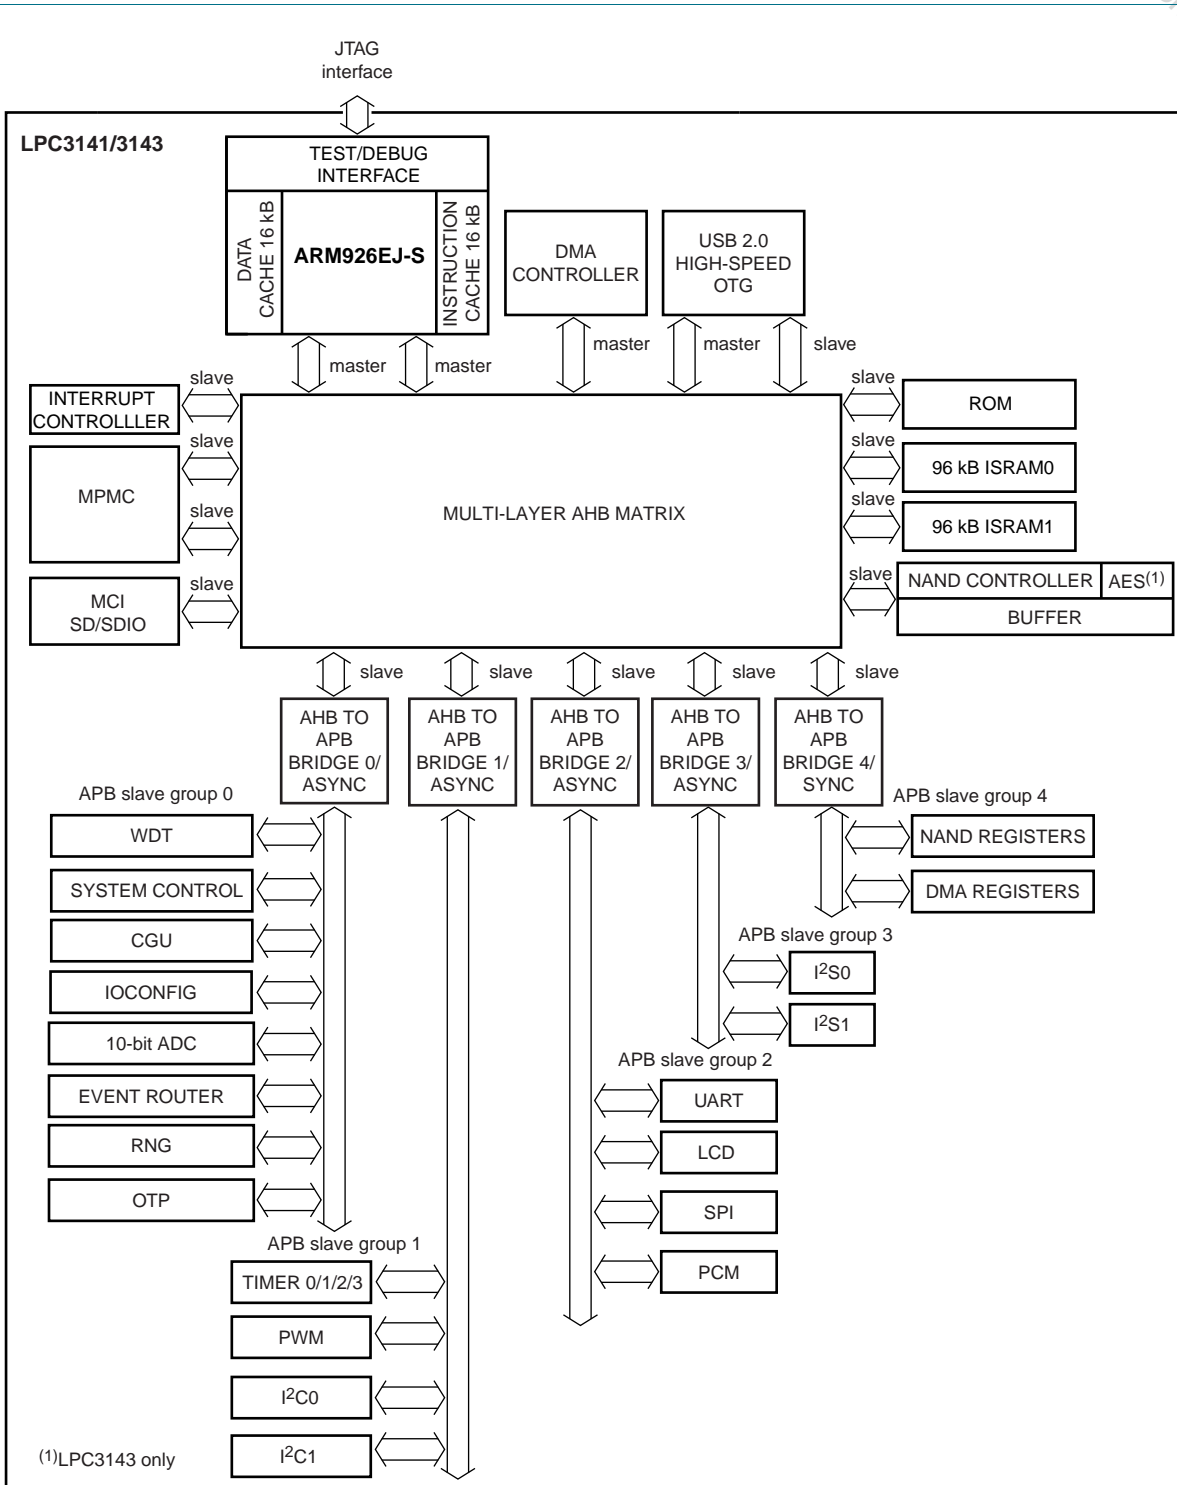 JTAG
interface
LPC3141/3143
TEST/DEBUG
INTERFACE
DATA
CACHE 16 kB
ARM926EJ-S
INSTRUCTION
CACHE 16 kB
DMA
CONTROLLER
USB 2.0
HIGH-SPEED
OTG
master
master
master
master
slave
slave
INTERRUPT
CONTROLLLER
slave
MPMC
slave
slave
MCI
SD/SDIO
MULTI-LAYER AHB MATRIX
slave
ROM
slave
96 kB ISRAM0
slave
96 kB ISRAM1
slave
NAND CONTROLLER
AES(1)
BUFFER
slave
slave
slave
slave
slave
AHB TO
APB
BRIDGE 0/
ASYNC
AHB TO
APB
BRIDGE 1/
ASYNC
AHB TO
APB
BRIDGE 2/
ASYNC
AHB TO
APB
BRIDGE 3/
ASYNC
AHB TO
APB
BRIDGE 4/
SYNC
APB slave group 0
WDT
SYSTEM CONTROL
CGU
IOCONFIG
10-bit ADC
EVENT ROUTER
RNG
OTP
APB slave group 4
NAND REGISTERS
DMA REGISTERS
APB slave group 3
I2S0
I2S1
APB slave group 2
UART
LCD
SPI
PCM
APB slave group 1
TIMER 0/1/2/3
PWM
I2C0
I2C1
(1)LPC3143 only